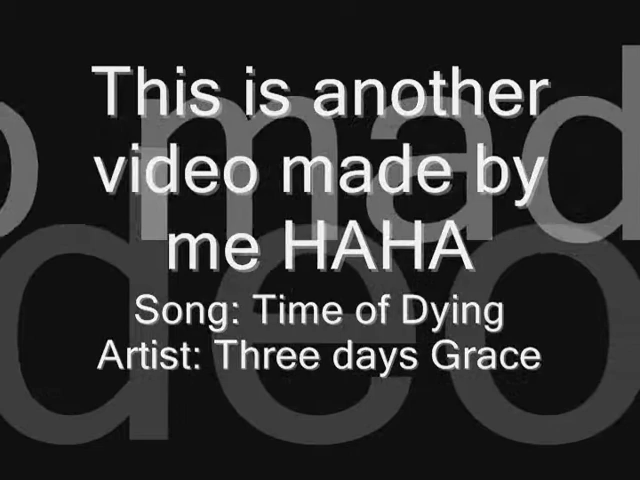 This is another
video made by
me HAHA
Song: Time of Dying
Artist: Three days Grace